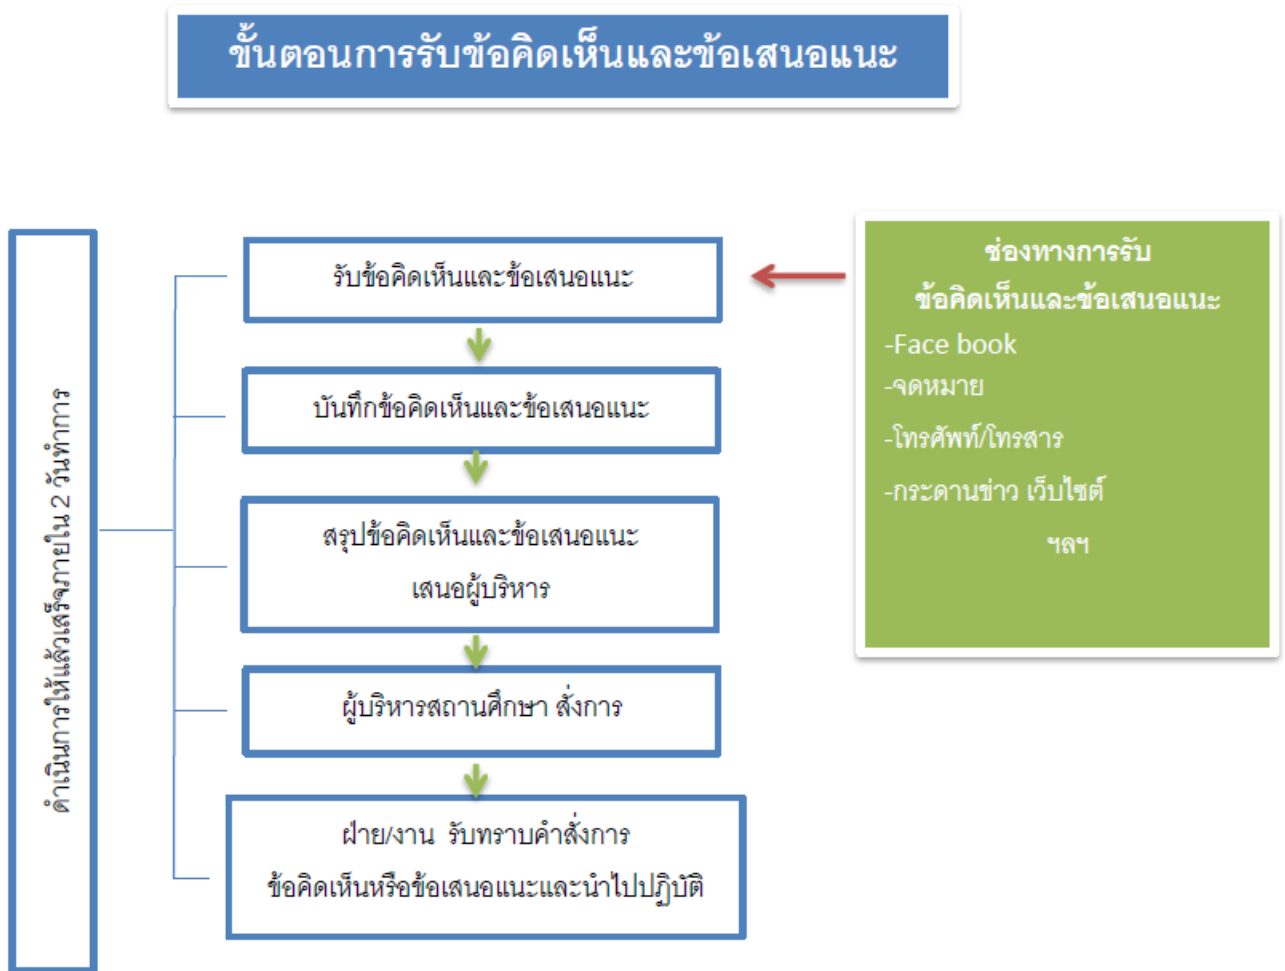 ขั้นตอนการรับข้อคิดเห็นและข้อเสนอแนะ
ดำเนินการให้แล้วเสร็จภายใน 2 วันทำการ
รับข้อคิดเห็นและข้อเสนอแนะ
บันทึกข้อคิดเห็นและข้อเสนอแนะ
สรุปข้อคิดเห็นและข้อเสนอแนะ
เสนอผู้บริหาร
ผู้บริหารสถานศึกษา สั่งการ
ฝ่าย/งาน รับทราบคำสั่งการ
ข้อคิดเห็นหรือข้อเสนอแนะและนำไปปฏิบัติ
ช่องทางการรับ
ข้อคิดเห็นและข้อเสนอแนะ
-Face book
-จดหมาย
-โทรศัพท์/โทรสาร
-กระดานข่าว เว็บไซต์
ฯลฯ